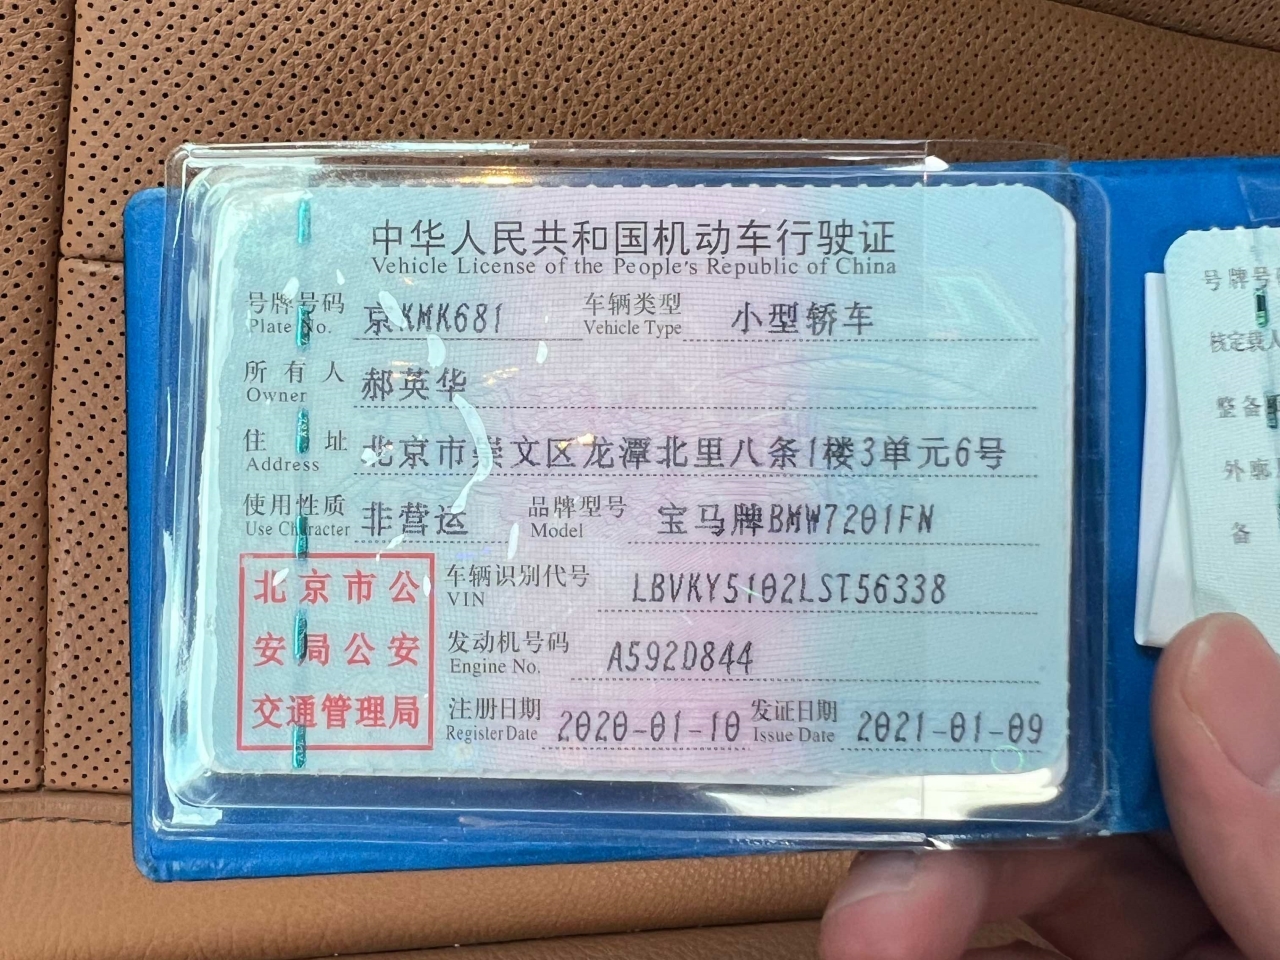 中华人民共和国机动车行驶证
Vehicle License of the People's Republic of China
号牌号码 京KMK681 车辆类型 小型轿车
Plate No. Vehicle Type
所有人 郝英华
Owner
住址 北京市崇文区龙潭北里八条1楼3单元6号
Address
使用性质 非营运 品牌型号 宝马牌BMW7201FN
Use Character Model
北京市公
安局公安
交通管理局
车辆识别代号 LBVKY5102LST56338
VIN
发动机号码 A592D844
Engine No.
注册日期 2020-01-10 发证日期 2021-01-09
Register Date Issue Date
号牌号
核定载人
整备
外廓
备